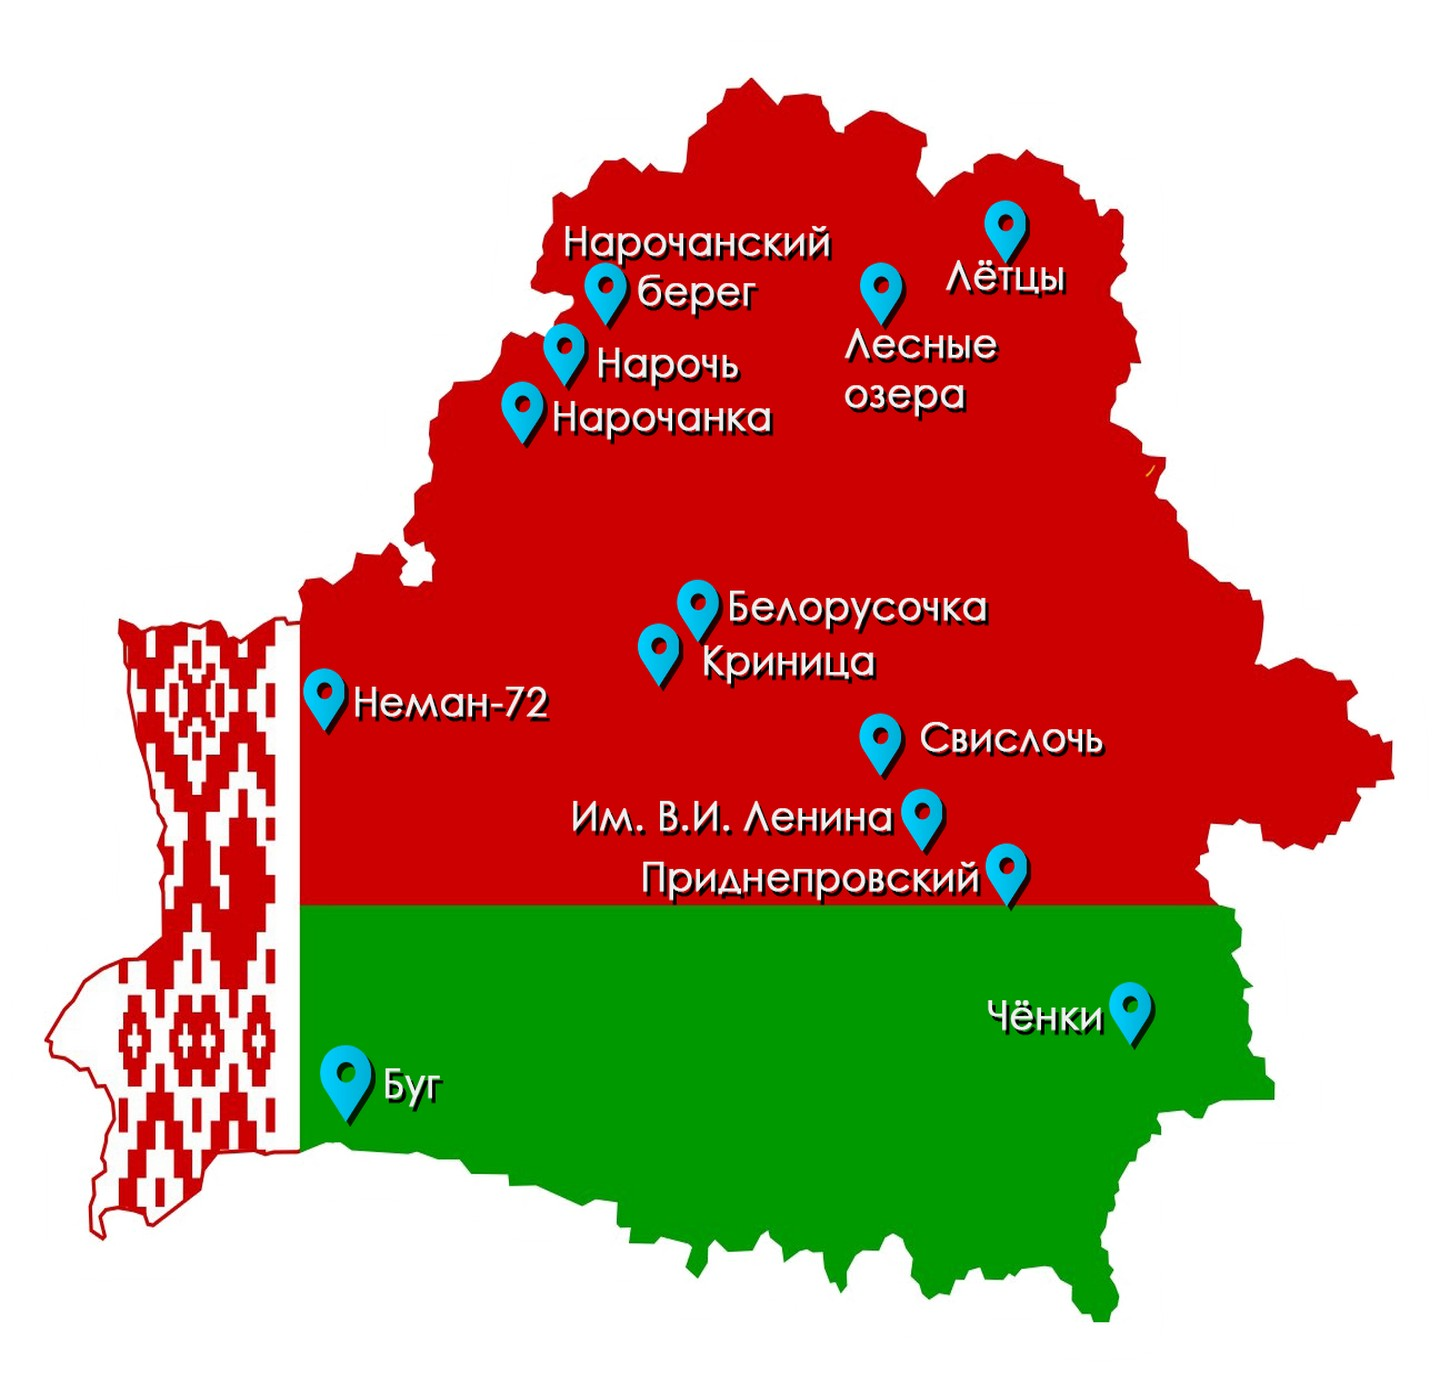 Нарочанский
берег
Лётцы
Лесные
озера
Нарочь
Нарочанка
Белорусочка
Криница
Неман-72
Свислочь
Им. В.И. Ленина
Приднепровский
Чёнки
Буг